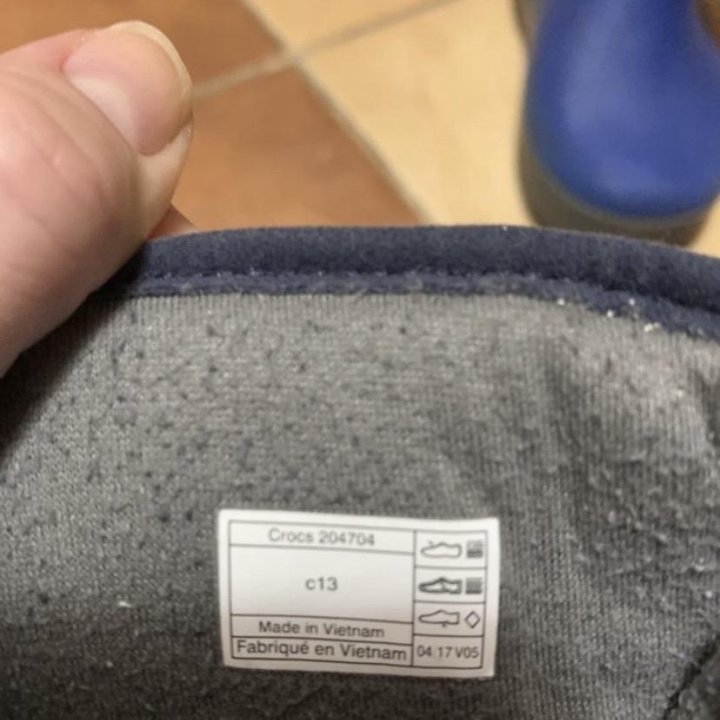 Crocs 204704
c13
Made in Vietnam
Fabriqué en Vietnam
04 17 V05